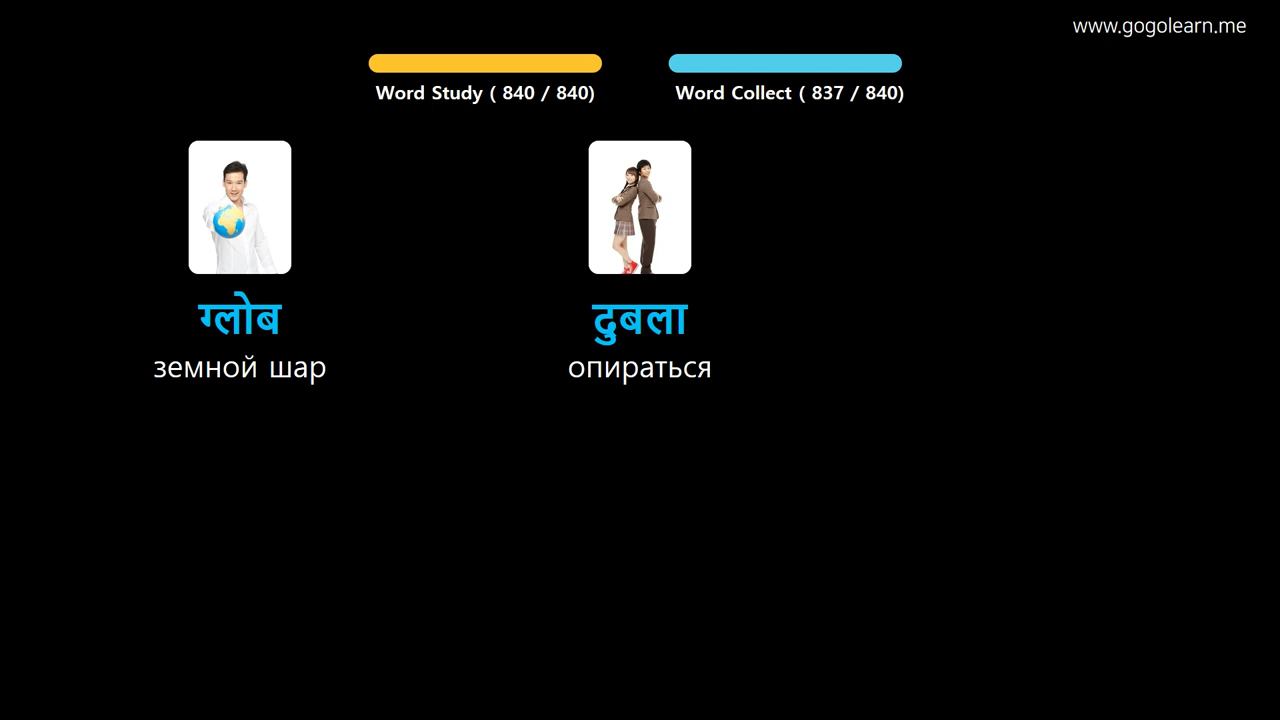 www.gogolearn.me
Word Study ( 840 / 840)
Word Collect ( 837 / 840)
ग्लोब
земной шар
दुबला
опираться